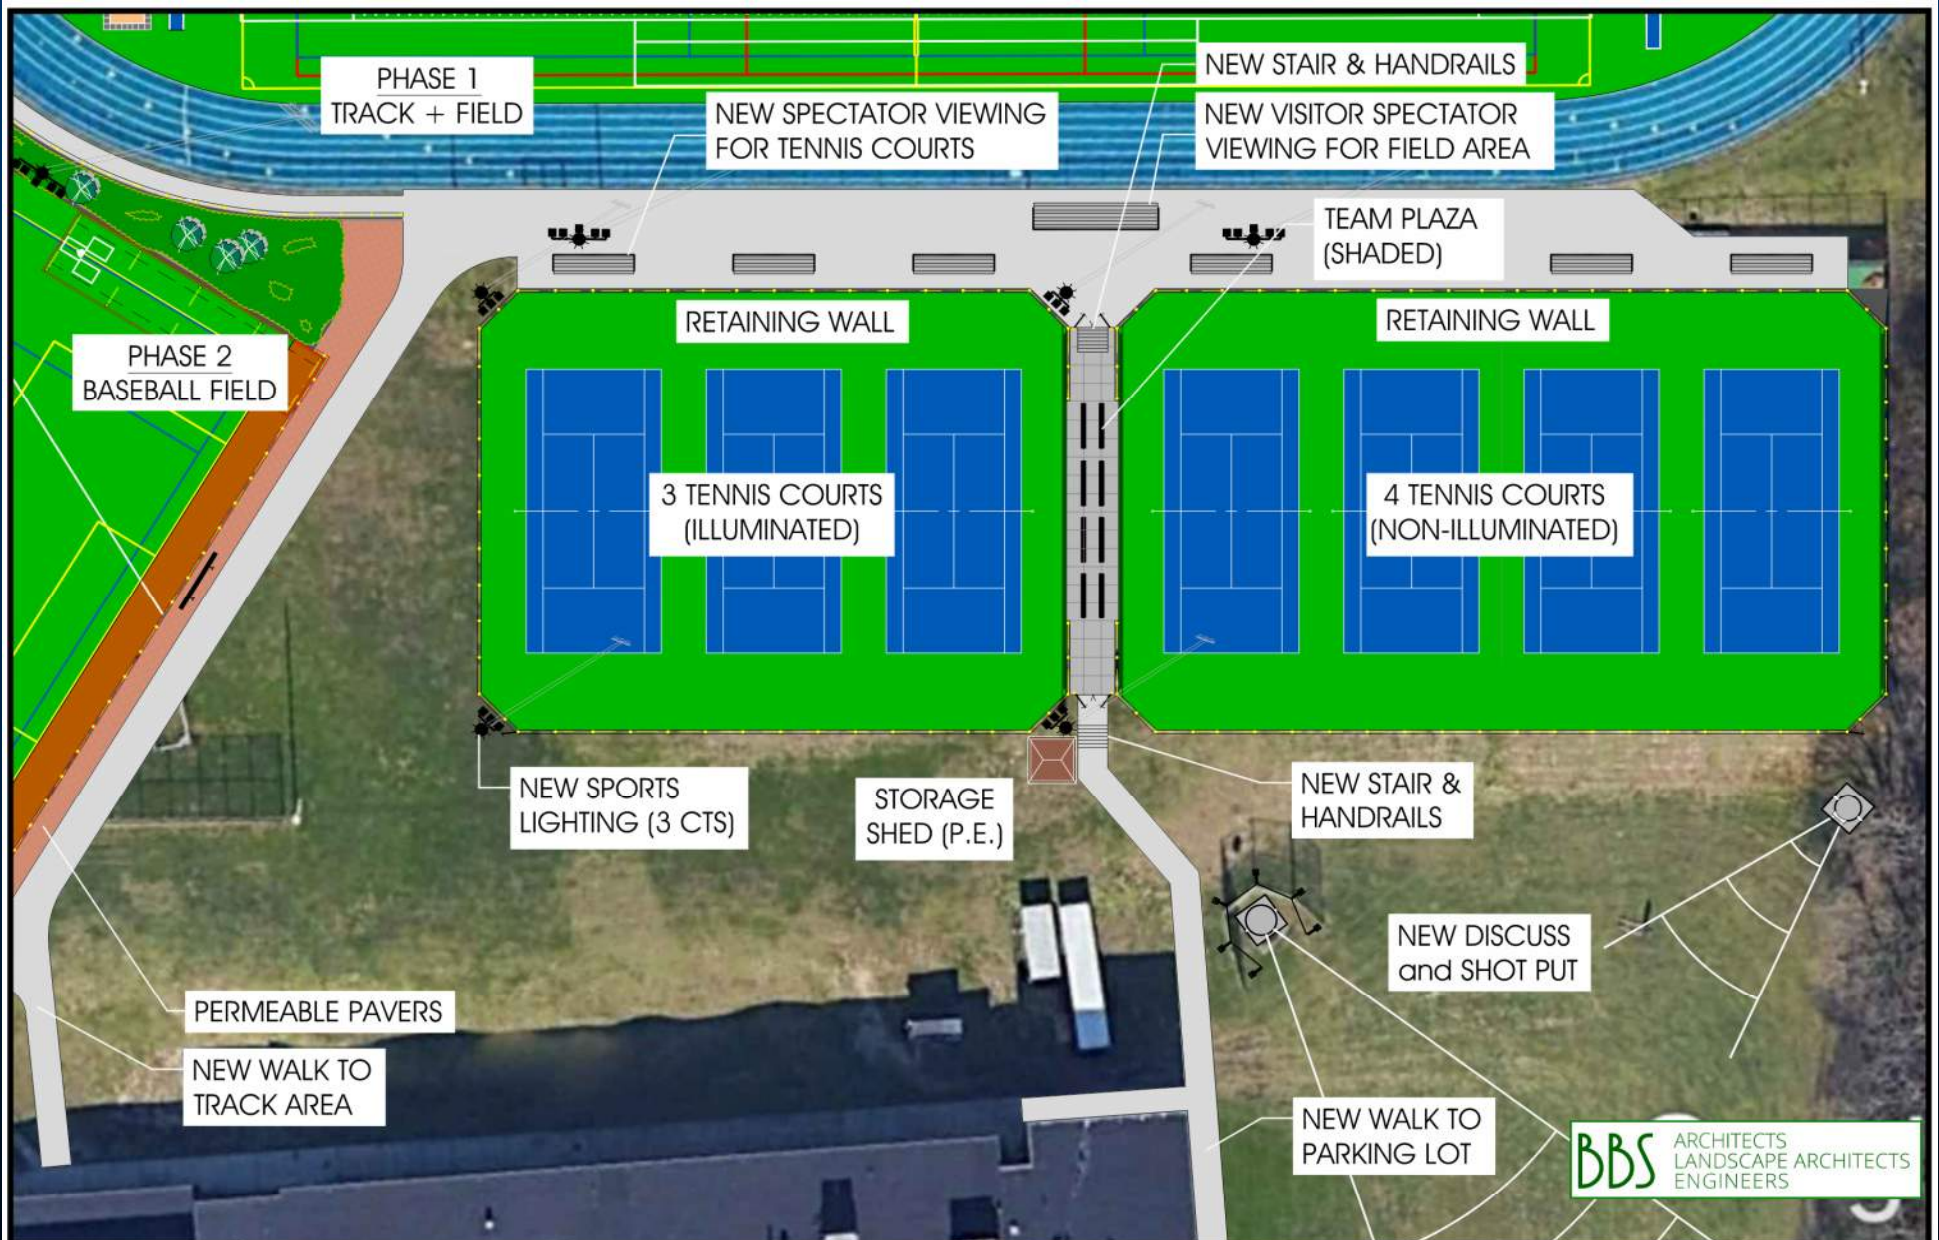 PHASE 1
TRACK + FIELD
NEW SPECTATOR VIEWING
FOR TENNIS COURTS
NEW STAIR & HANDRAILS
NEW VISITOR SPECTATOR
VIEWING FOR FIELD AREA
TEAM PLAZA
(SHADED)
RETAINING WALL
RETAINING WALL
PHASE 2
BASEBALL FIELD
3 TENNIS COURTS
(ILLUMINATED)
4 TENNIS COURTS
(NON-ILLUMINATED)
NEW SPORTS
LIGHTING (3 CTS)
STORAGE
SHED (P.E.)
NEW STAIR &
HANDRAILS
NEW DISCUSS
and SHOT PUT
PERMEABLE PAVERS
NEW WALK TO
TRACK AREA
NEW WALK TO
PARKING LOT
BBS
ARCHITECTS
LANDSCAPE ARCHITECTS
ENGINEERS